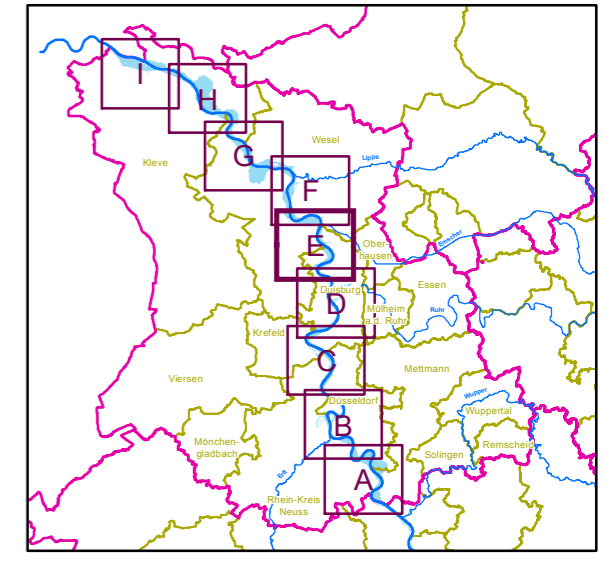 I
H
Wesel
G
Lippe
Kleve
F
E
Ober-
hausen
Emscher
Duisburg
Essen
D
Mülheim
a.d. Ruhr
Ruhr
Krefeld
C
Mettmann
Viersen
Wupper
Düsseldorf
Wuppertal
B
Mönchen-
gladbach
Remscheid
Solingen
Erft
A
Rhein-Kreis
Neuss